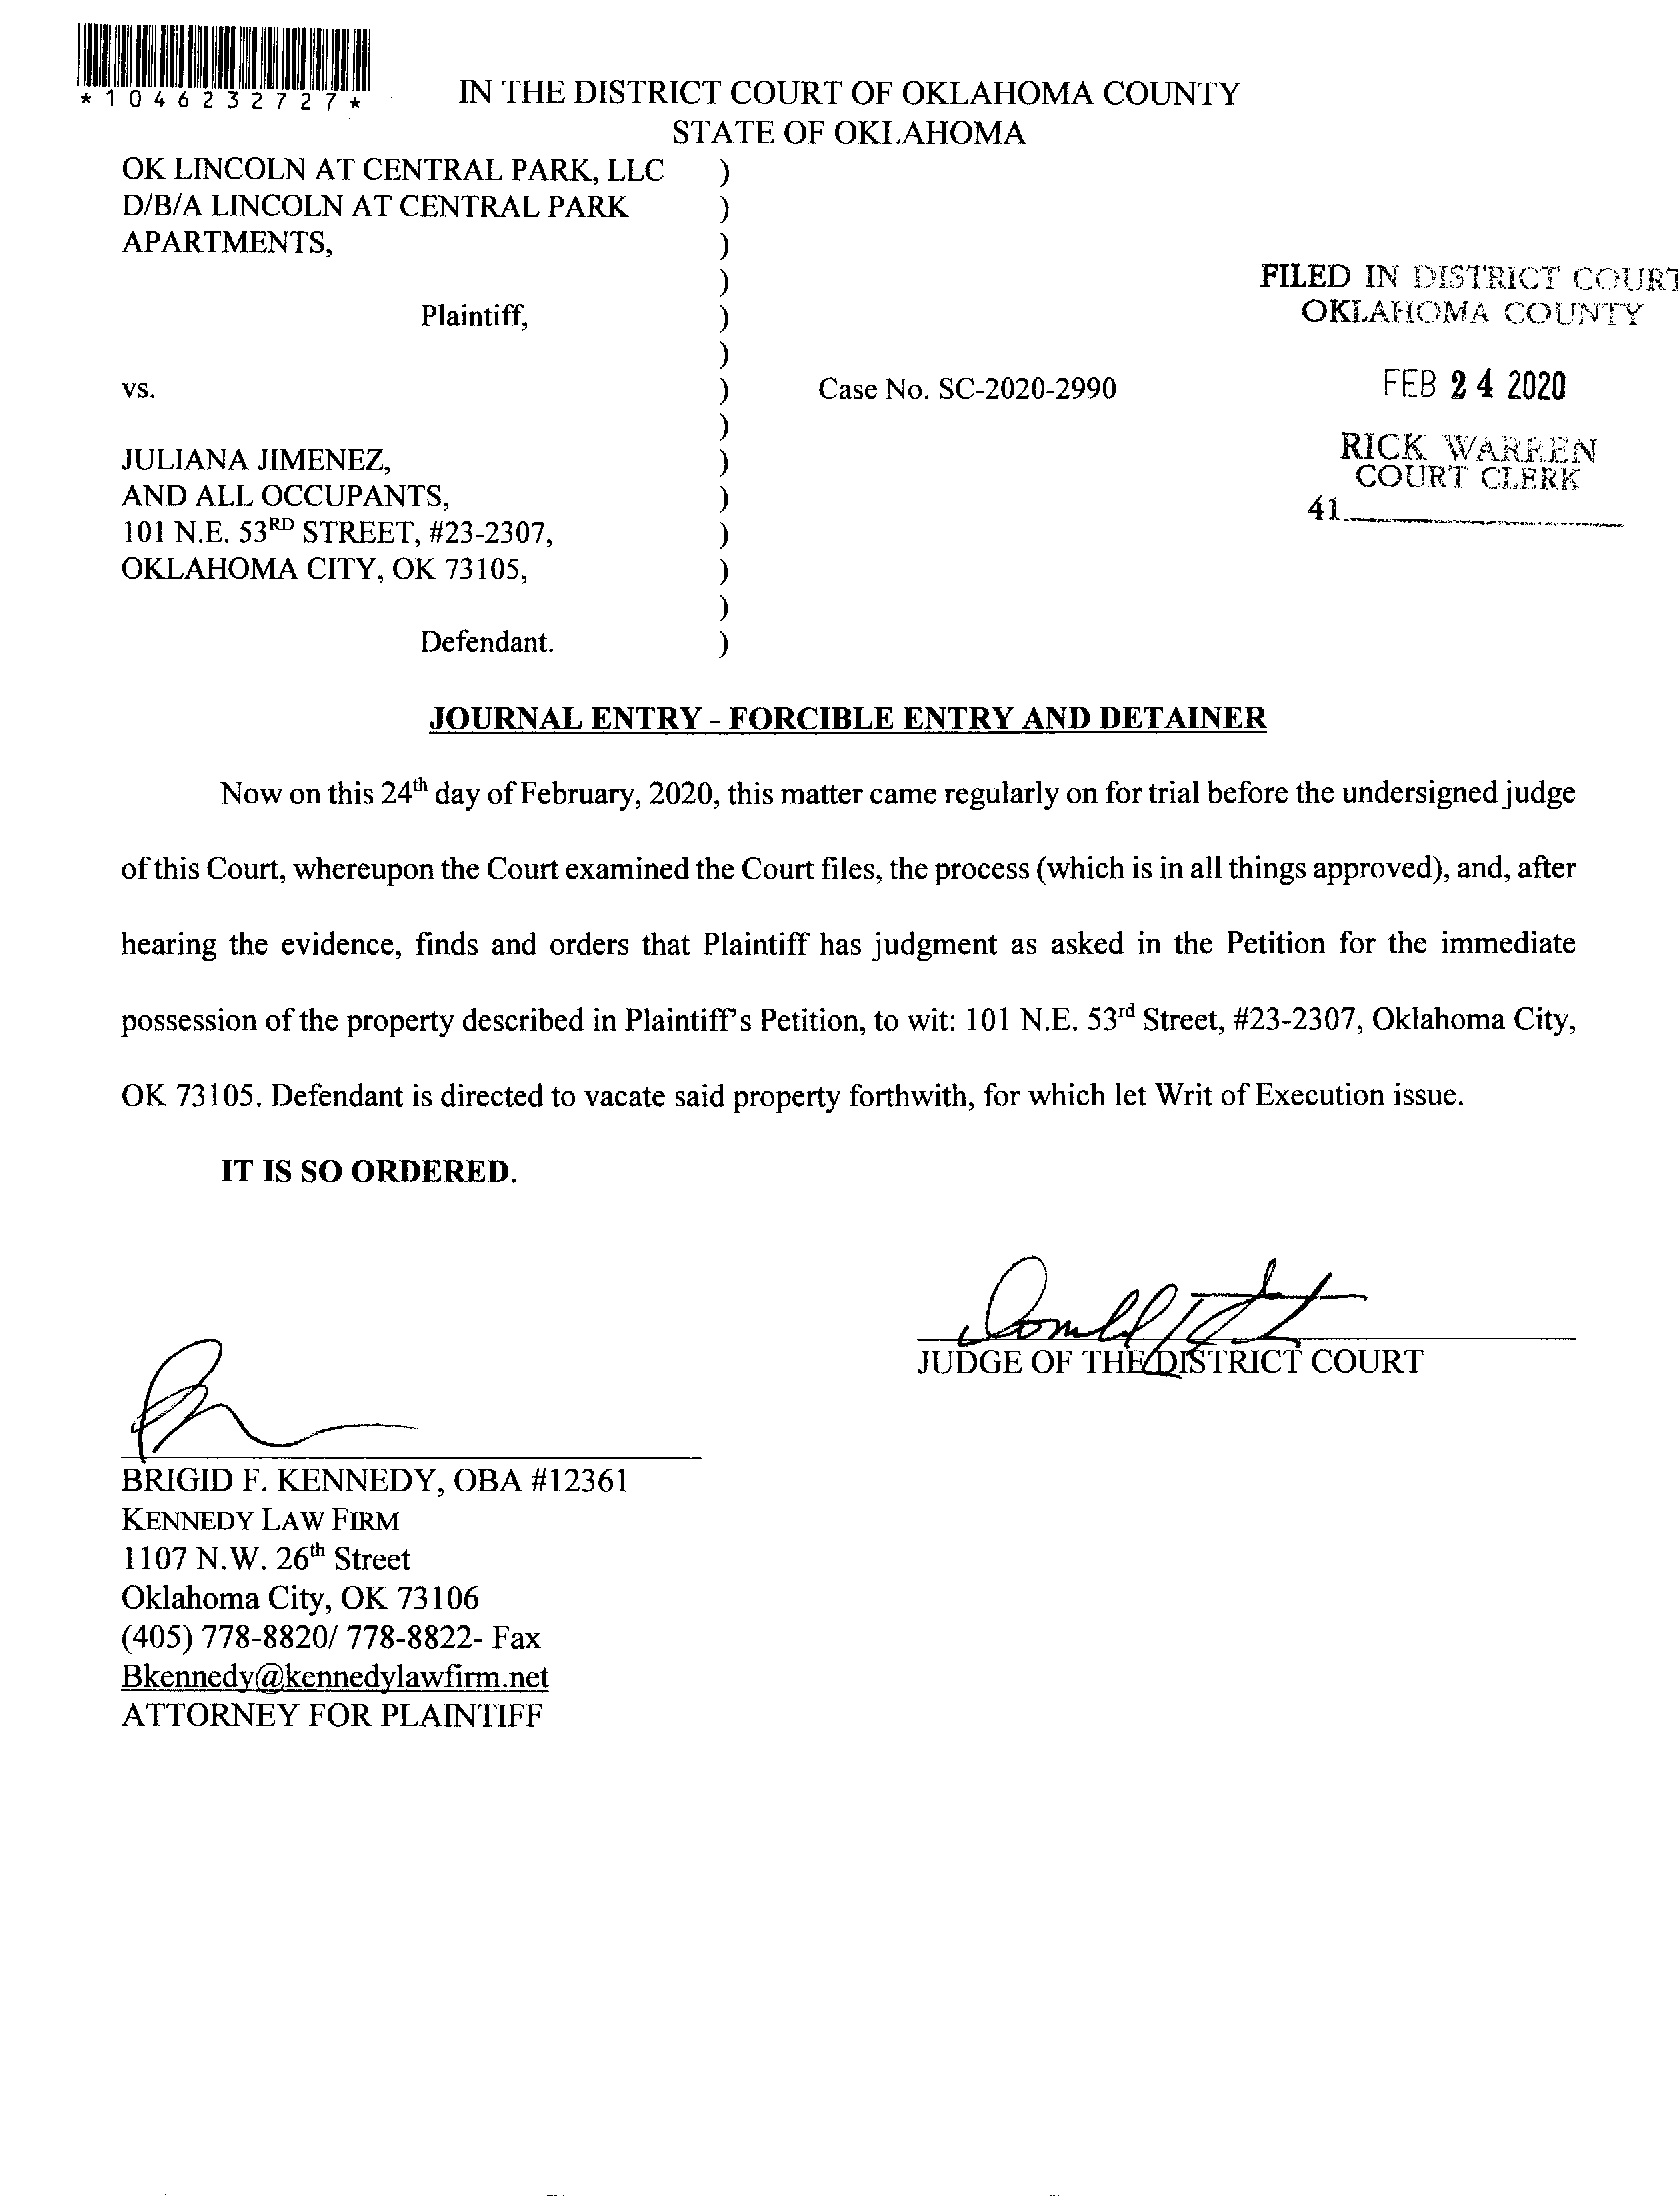 *1046232727*
IN THE DISTRICT COURT OF OKLAHOMA COUNTY
STATE OF OKLAHOMA
OK LINCOLN AT CENTRAL PARK, LLC )
D/B/A LINCOLN AT CENTRAL PARK )
APARTMENTS, )
)
Plaintiff, )
)
vs. ) Case No. SC-2020-2990
)
JULIANA JIMENEZ, )
AND ALL OCCUPANTS, )
101 N.E. 53RD STREET, #23-2307, )
OKLAHOMA CITY, OK 73105, )
)
Defendant. )
FILED IN DISTRICT COURT
OKLAHOMA COUNTY
FEB 24 2020
RICK WARREN
COURT CLERK
41
JOURNAL ENTRY - FORCIBLE ENTRY AND DETAINER
Now on this 24th day of February, 2020, this matter came regularly on for trial before the undersigned judge
of this Court, whereupon the Court examined the Court files, the process (which is in all things approved), and, after
hearing the evidence, finds and orders that Plaintiff has judgment as asked in the Petition for the immediate
possession of the property described in Plaintiff's Petition, to wit: 101 N.E. 53rd Street, #23-2307, Oklahoma City,
OK 73105. Defendant is directed to vacate said property forthwith, for which let Writ of Execution issue.
IT IS SO ORDERED.
JUDGE OF THE DISTRICT COURT
BRIGID F. KENNEDY, OBA #12361
KENNEDY LAW FIRM
1107 N.W. 26th Street
Oklahoma City, OK 73106
(405) 778-8820/ 778-8822- Fax
Bkennedy@kennedylawfirm.net
ATTORNEY FOR PLAINTIFF